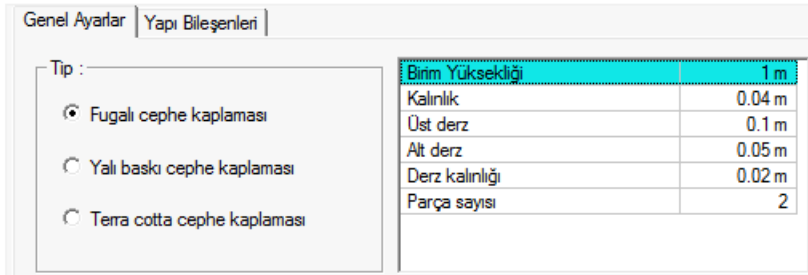 Genel Ayarlar
Yapı Bileşenleri
Tip :
Fugalı cephe kaplaması
Yalı baskı cephe kaplaması
Terra cotta cephe kaplaması
Birim Yüksekliği 1 m
Kalınlık 0.04 m
Üst derz 0.1 m
Alt derz 0.05 m
Derz kalınlığı 0.02 m
Parça sayısı 2